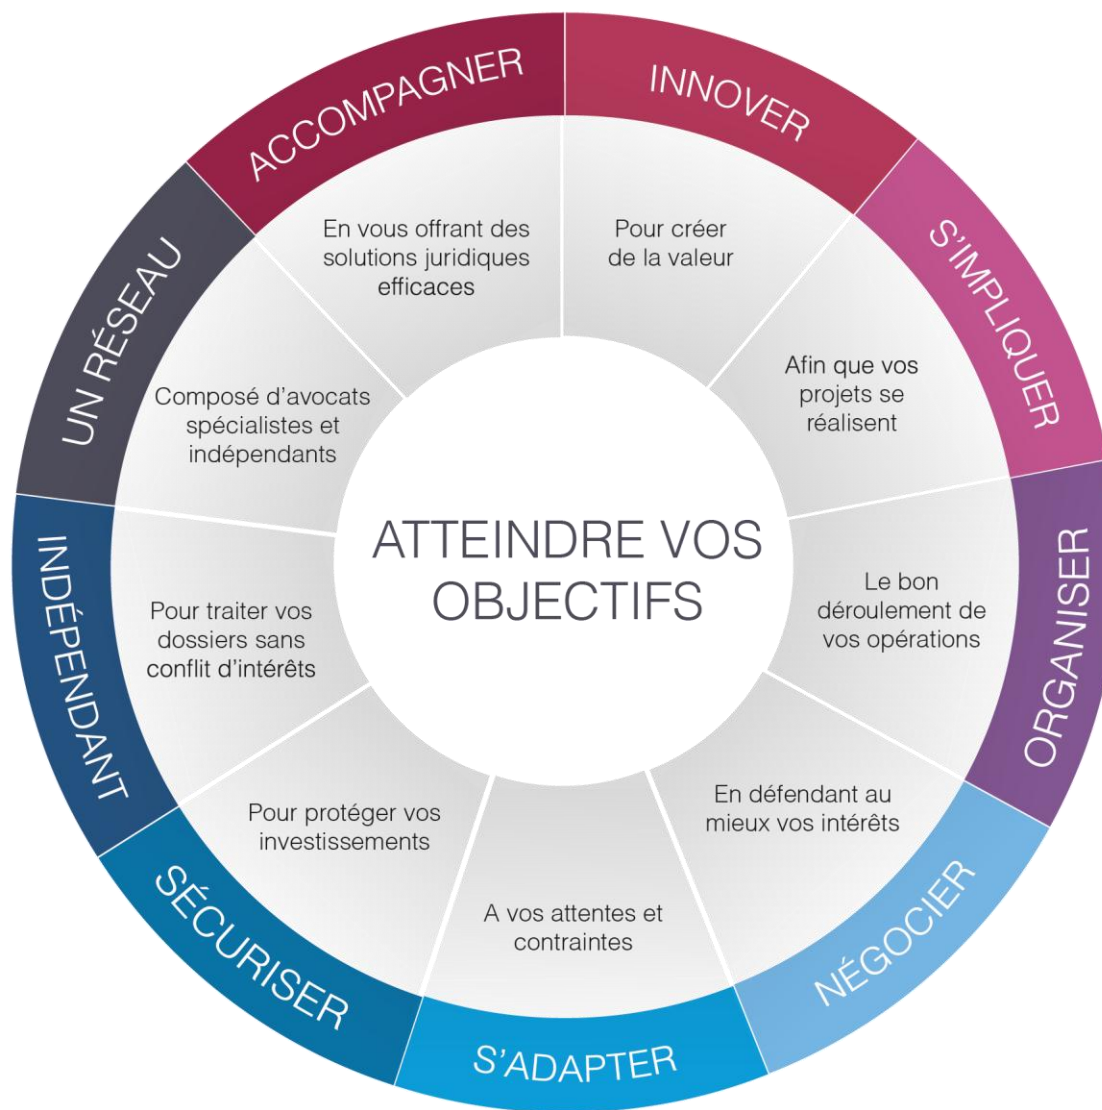 ACCOMPAGNER
En vous offrant des
solutions juridiques
efficaces
INNOVER
Pour créer
de la valeur
S'IMPLIQUER
Afin que vos
projets se
réalisent
ORGANISER
Le bon
déroulement de
vos opérations
NÉGOCIER
En défendant au
mieux vos intérêts
S'ADAPTER
A vos attentes et
contraintes
SÉCURISER
Pour protéger vos
investissements
INDÉPENDANT
Pour traiter vos
dossiers sans
conflit d'intérêts
UN RÉSEAU
Composé d'avocats
spécialistes et
indépendants
ATTEINDRE VOS
OBJECTIFS